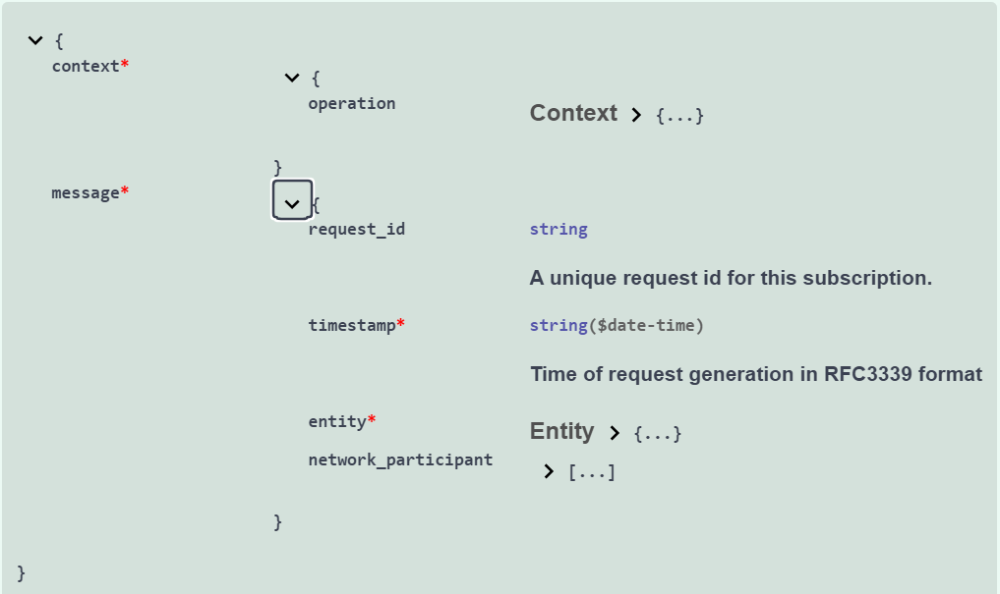 {
context*
{
operation
Context > {...}
}
message*
{
request_id string
A unique request id for this subscription.
timestamp* string($date-time)
Time of request generation in RFC3339 format
entity* Entity > {...}
network_participant > [...]
}
}